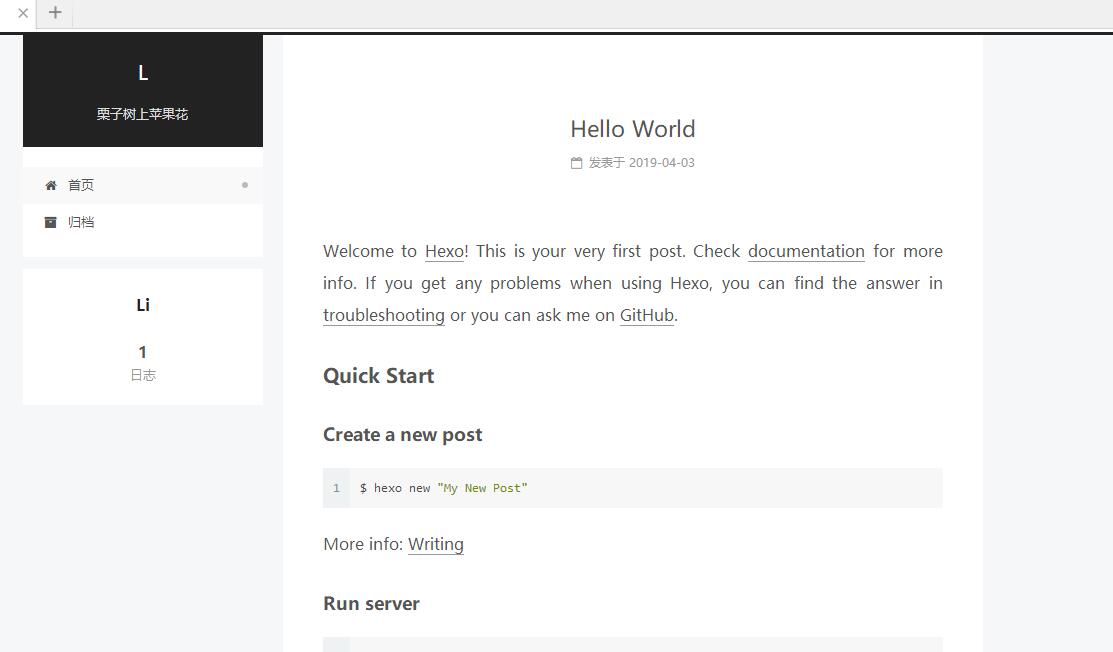 L
栗子树上苹果花
首页
归档
Li
1
日志
Hello World
发表于 2019-04-03
Welcome to Hexo! This is your very first post. Check documentation for more
info. If you get any problems when using Hexo, you can find the answer in
troubleshooting or you can ask me on GitHub.
Quick Start
Create a new post
1 $ hexo new "My New Post"
More info: Writing
Run server